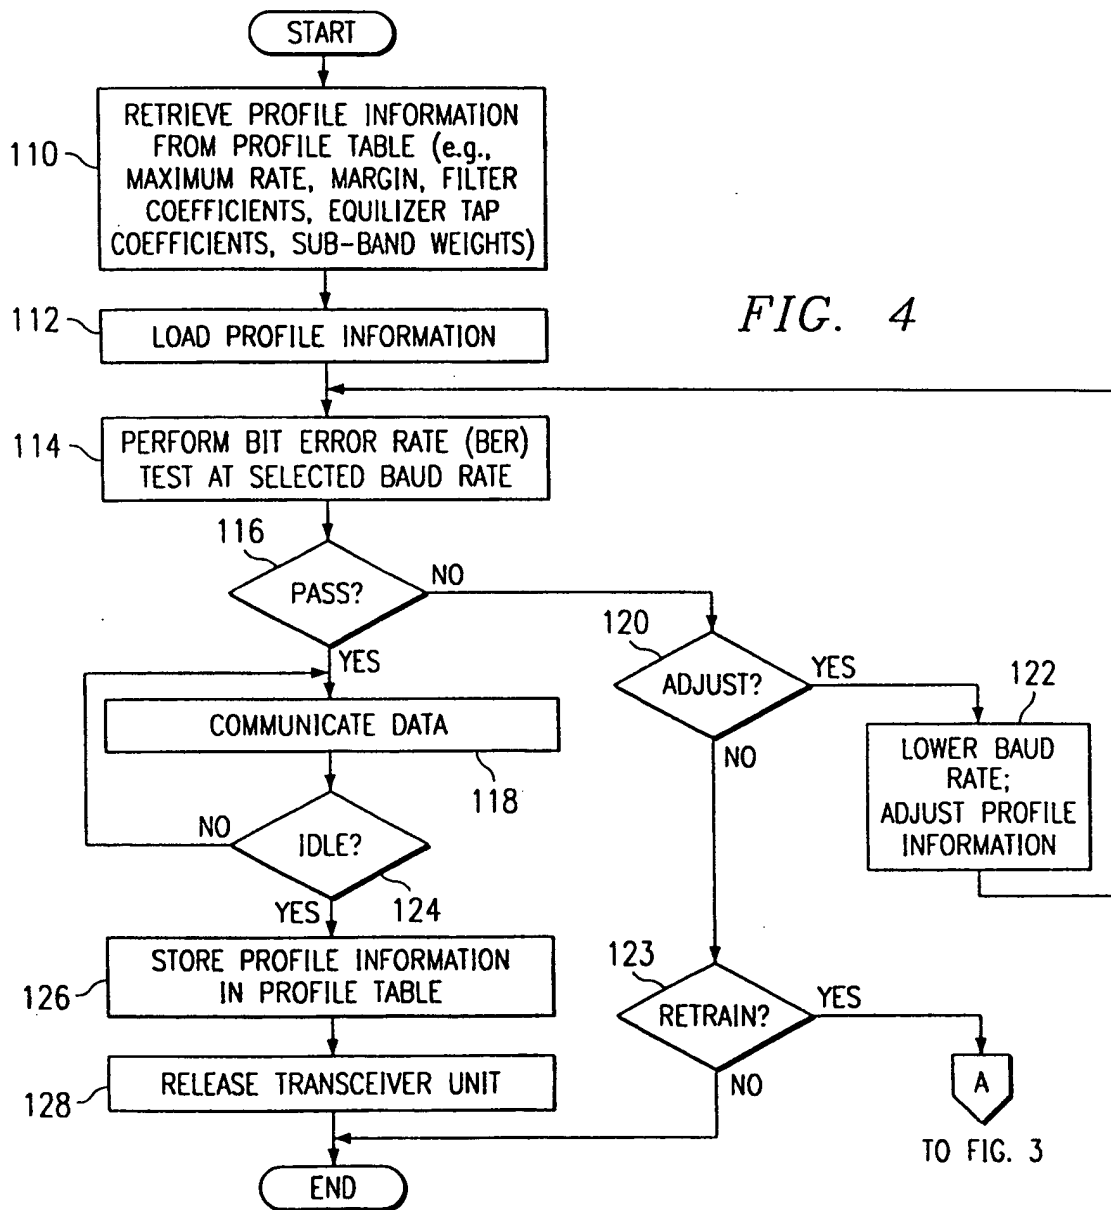 START
110
RETRIEVE PROFILE INFORMATION
FROM PROFILE TABLE (e.g.,
MAXIMUM RATE, MARGIN, FILTER
COEFFICIENTS, EQUILIZER TAP
COEFFICIENTS, SUB-BAND WEIGHTS)
FIG. 4
112
LOAD PROFILE INFORMATION
114
PERFORM BIT ERROR RATE (BER)
TEST AT SELECTED BAUD RATE
116
PASS?
NO
YES
120
ADJUST?
YES
NO
122
LOWER BAUD
RATE;
ADJUST PROFILE
INFORMATION
COMMUNICATE DATA
118
NO
IDLE?
124
YES
126
STORE PROFILE INFORMATION
IN PROFILE TABLE
123
RETRAIN?
YES
NO
A
TO FIG. 3
128
RELEASE TRANSCEIVER UNIT
END